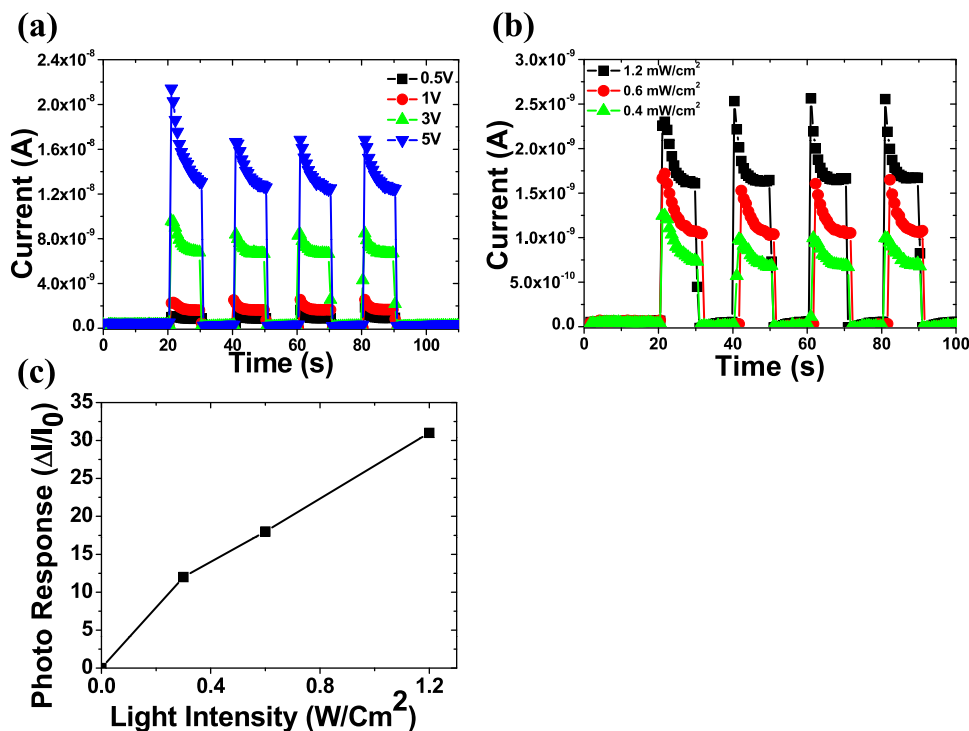 (a)
2.4x10⁻⁸
2.0x10⁻⁸
1.6x10⁻⁸
1.2x10⁻⁸
8.0x10⁻⁹
4.0x10⁻⁹
0.0
Current (A)
0.5V
1V
3V
5V
0 20 40 60 80 100
Time (s)
(b)
3.0x10⁻⁹
2.5x10⁻⁹
2.0x10⁻⁹
1.5x10⁻⁹
1.0x10⁻⁹
5.0x10⁻¹⁰
0.0
Current (A)
1.2 mW/cm²
0.6 mW/cm²
0.4 mW/cm²
0 20 40 60 80 100
Time (s)
(c)
35
30
25
20
15
10
5
0
Photo Response (ΔI/I₀)
0.0 0.4 0.8 1.2
Light Intensity (W/Cm²)